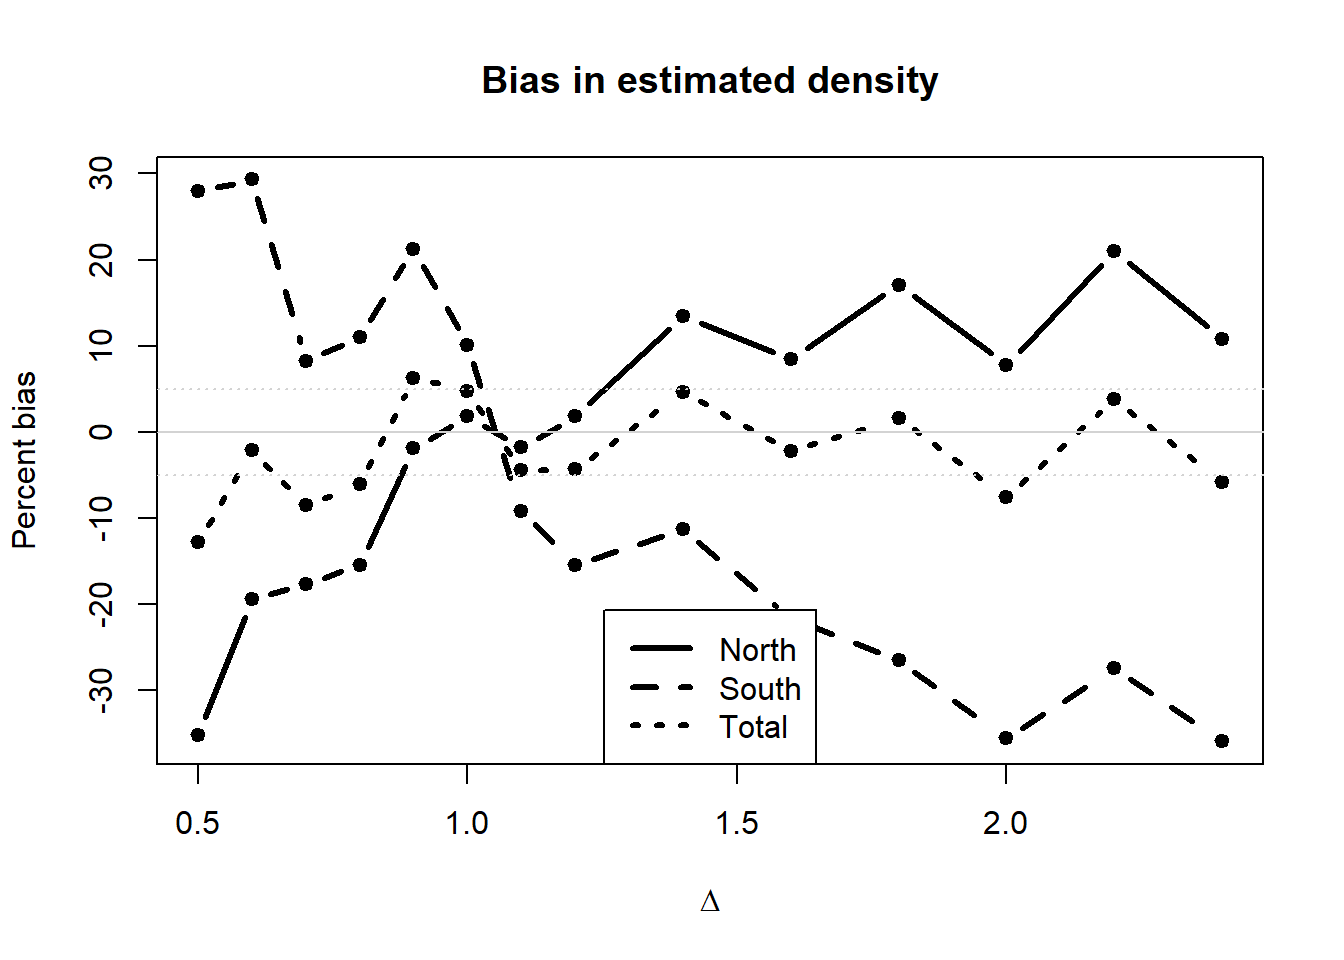 Bias in estimated density
Percent bias
30
20
10
0
-10
-20
-30
North
South
Total
0.5 1.0 1.5 2.0
Δ